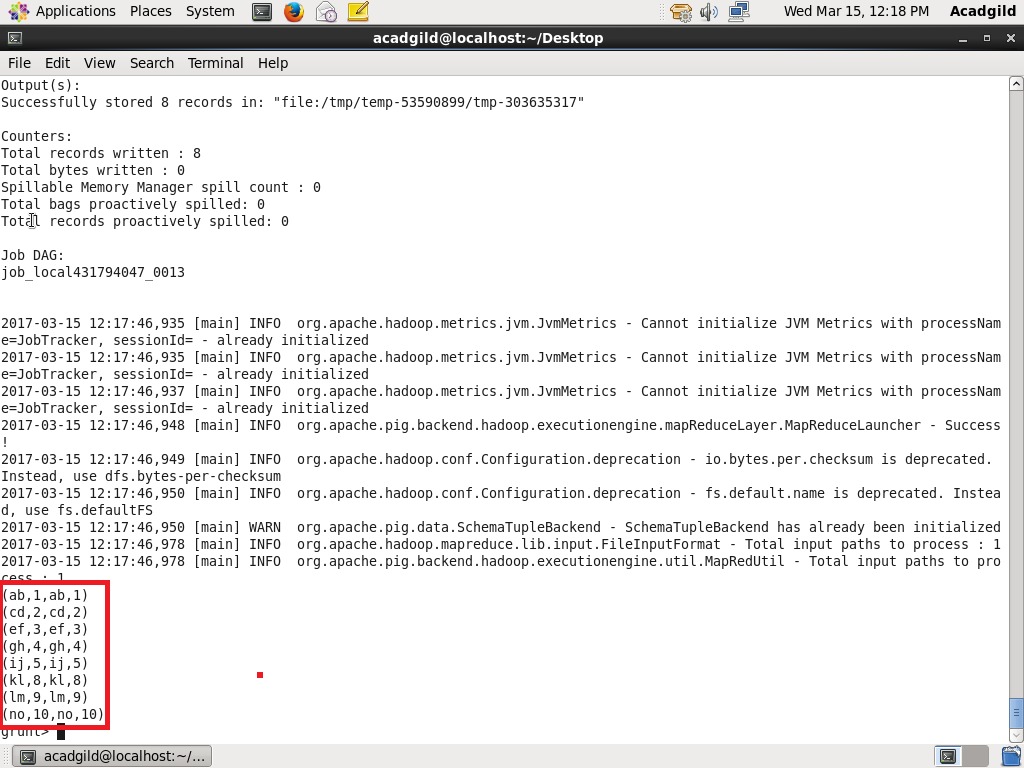 Applications Places System Wed Mar 15, 12:18 PM Acadgild
acadgild@localhost:~/Desktop
File Edit View Search Terminal Help
Output(s):
Successfully stored 8 records in: "file:/tmp/temp-53590899/tmp-303635317"
Counters:
Total records written : 8
Total bytes written : 0
Spillable Memory Manager spill count : 0
Total bags proactively spilled: 0
Total records proactively spilled: 0
Job DAG:
job_local431794047_0013
2017-03-15 12:17:46,935 [main] INFO  org.apache.hadoop.metrics.jvm.JvmMetrics - Cannot initialize JVM Metrics with processNam
e=JobTracker, sessionId= - already initialized
2017-03-15 12:17:46,935 [main] INFO  org.apache.hadoop.metrics.jvm.JvmMetrics - Cannot initialize JVM Metrics with processNam
e=JobTracker, sessionId= - already initialized
2017-03-15 12:17:46,937 [main] INFO  org.apache.hadoop.metrics.jvm.JvmMetrics - Cannot initialize JVM Metrics with processNam
e=JobTracker, sessionId= - already initialized
2017-03-15 12:17:46,948 [main] INFO  org.apache.pig.backend.hadoop.executionengine.mapReduceLayer.MapReduceLauncher - Success
!
2017-03-15 12:17:46,949 [main] INFO  org.apache.hadoop.conf.Configuration.deprecation - io.bytes.per.checksum is deprecated.
Instead, use dfs.bytes-per-checksum
2017-03-15 12:17:46,950 [main] INFO  org.apache.hadoop.conf.Configuration.deprecation - fs.default.name is deprecated. Instea
d, use fs.defaultFS
2017-03-15 12:17:46,950 [main] WARN  org.apache.pig.data.SchemaTupleBackend - SchemaTupleBackend has already been initialized
2017-03-15 12:17:46,978 [main] INFO  org.apache.hadoop.mapreduce.lib.input.FileInputFormat - Total input paths to process : 1
2017-03-15 12:17:46,978 [main] INFO  org.apache.pig.backend.hadoop.executionengine.util.MapRedUtil - Total input paths to pro
cess : 1
(ab,1,ab,1)
(cd,2,cd,2)
(ef,3,ef,3)
(gh,4,gh,4)
(ij,5,ij,5)
(kl,8,kl,8)
(lm,9,lm,9)
(no,10,no,10)
grunt>
acadgild@localhost:~/...